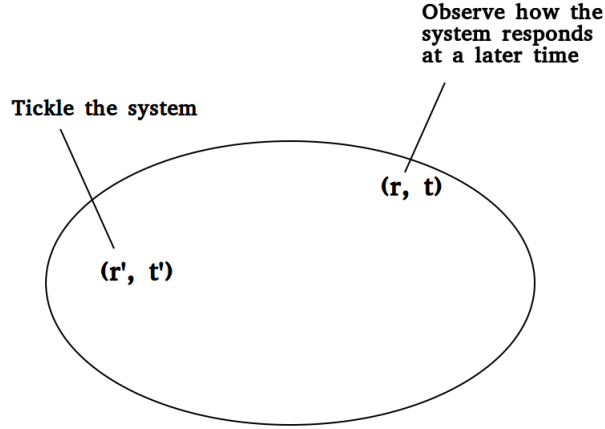 Observe how the
system responds
at a later time
Tickle the system
(r, t)
(r', t')